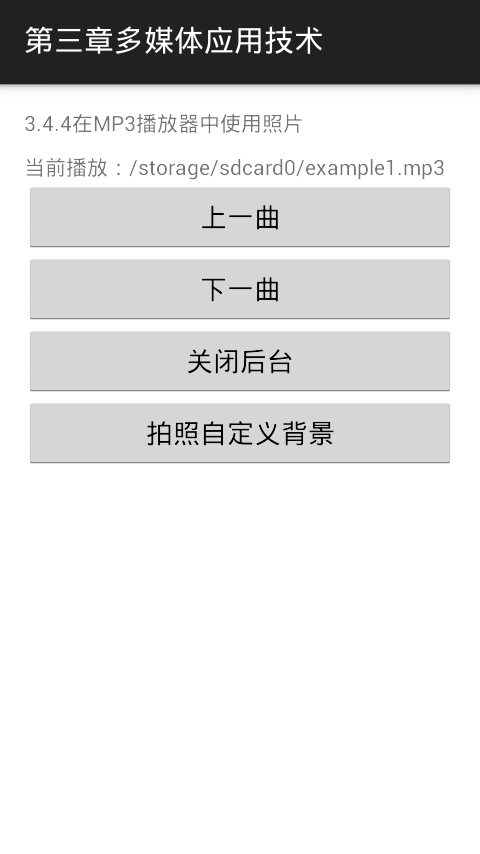 第三章多媒体应用技术
3.4.4在MP3播放器中使用照片
当前播放：/storage/sdcard0/example1.mp3
上一曲
下一曲
关闭后台
拍照自定义背景